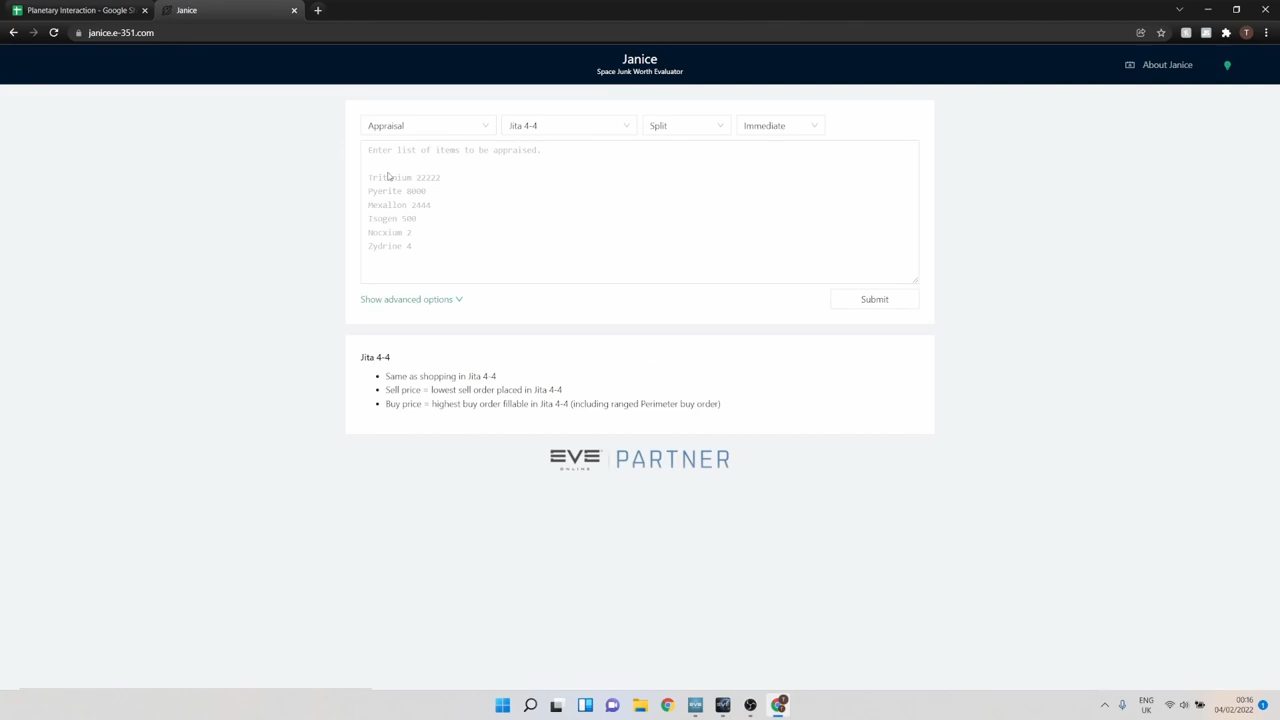 Planetary Interaction - Google S
Janice
janice.e-351.com
T
Janice
Space Junk Worth Evaluator
About Janice
Appraisal
Jita 4-4
Split
Immediate
Enter list of items to be appraised.
Tritanium 22222
Pyerite 8000
Mexallon 2444
Isogen 500
Nocxium 2
Zydrine 4
Show advanced options
Submit
Jita 4-4
• Same as shopping in Jita 4-4
• Sell price = lowest sell order placed in Jita 4-4
• Buy price = highest buy order fillable in Jita 4-4 (including ranged Perimeter buy order)
EVE
ONLINE
PARTNER
ENG
UK
00:16
04/02/2022